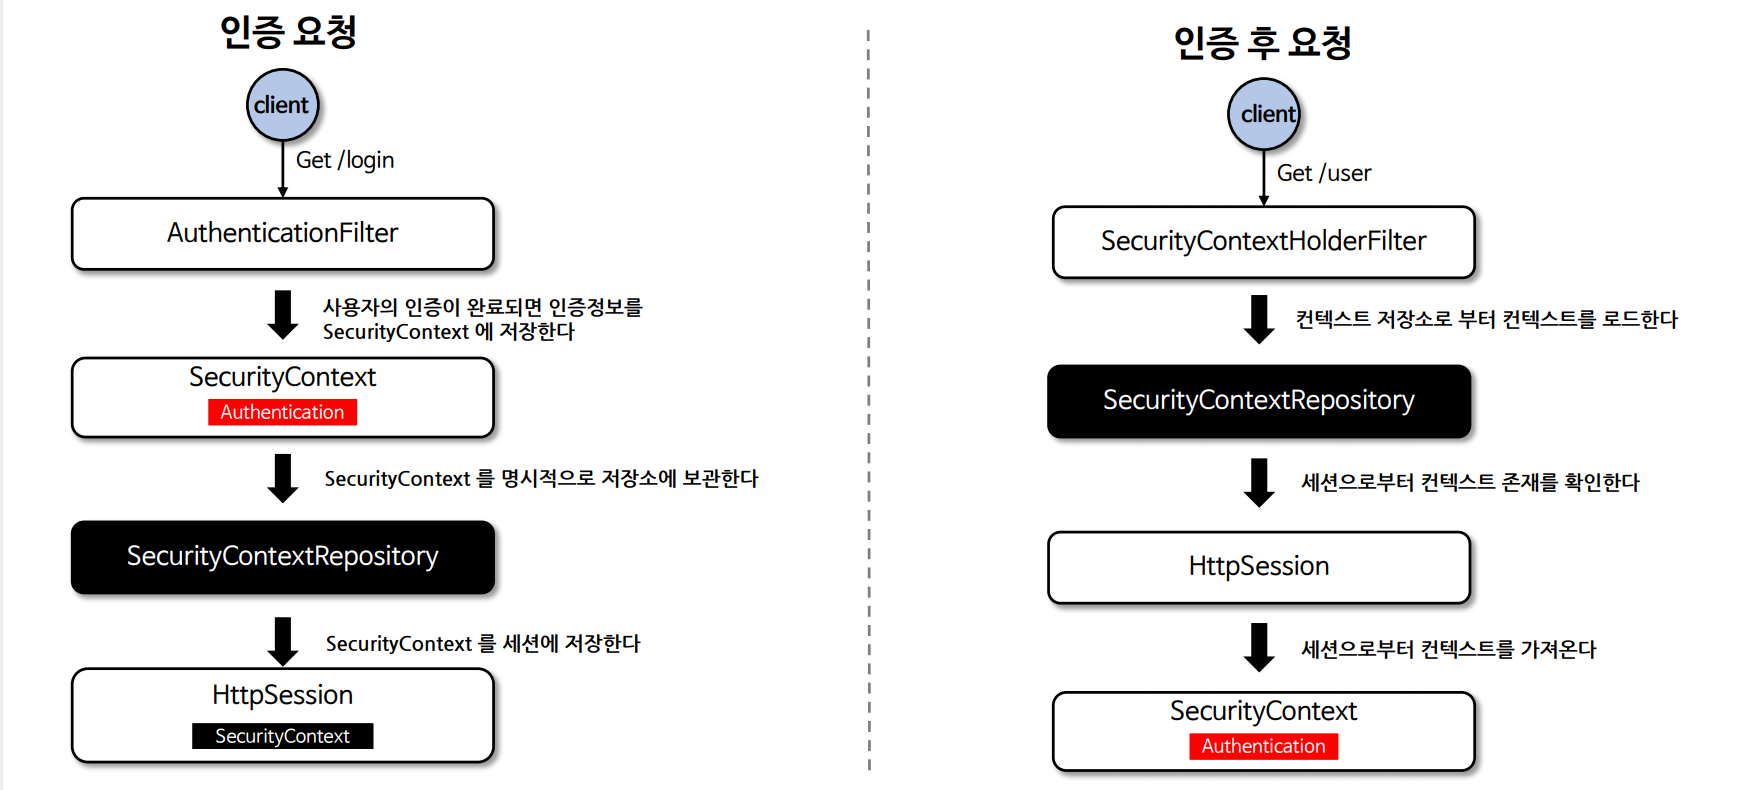 인증 요청
client
Get /login
AuthenticationFilter
사용자의 인증이 완료되면 인증정보를
SecurityContext 에 저장한다
SecurityContext
Authentication
SecurityContext 를 명시적으로 저장소에 보관한다
SecurityContextRepository
SecurityContext 를 세션에 저장한다
HttpSession
SecurityContext
인증 후 요청
client
Get /user
SecurityContextHolderFilter
컨텍스트 저장소로 부터 컨텍스트를 로드한다
SecurityContextRepository
세션으로부터 컨텍스트 존재를 확인한다
HttpSession
세션으로부터 컨텍스트를 가져온다
SecurityContext
Authentication